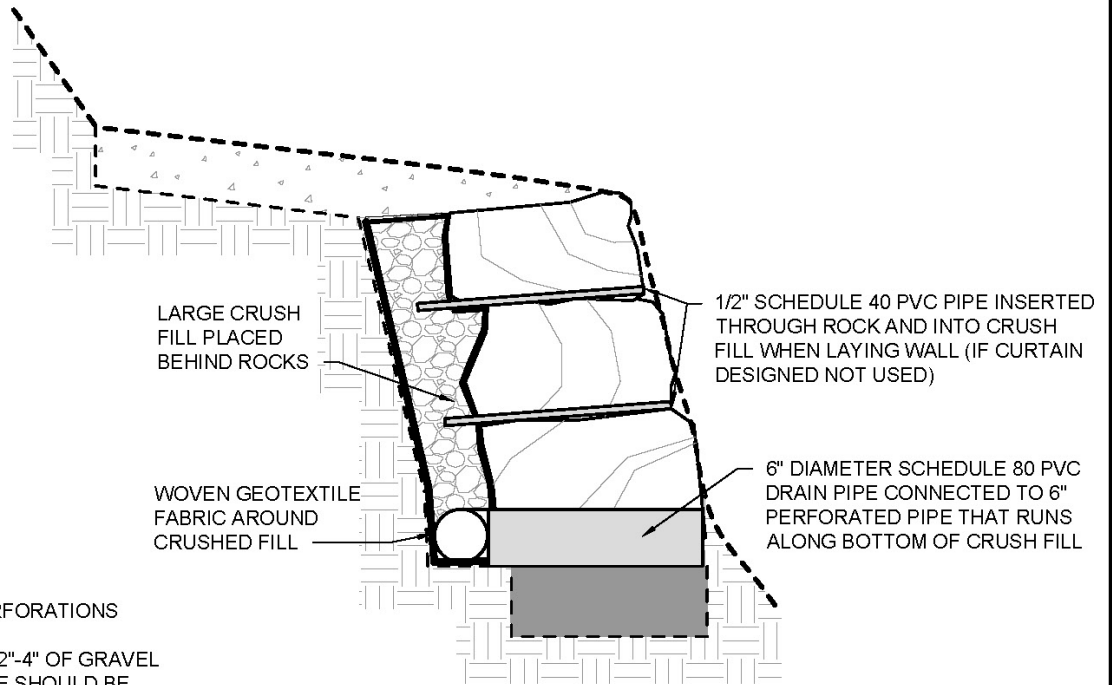 LARGE CRUSH
FILL PLACED
BEHIND ROCKS
1/2" SCHEDULE 40 PVC PIPE INSERTED
THROUGH ROCK AND INTO CRUSH
FILL WHEN LAYING WALL (IF CURTAIN
DESIGNED NOT USED)
WOVEN GEOTEXTILE
FABRIC AROUND
CRUSHED FILL
6" DIAMETER SCHEDULE 80 PVC
DRAIN PIPE CONNECTED TO 6"
PERFORATED PIPE THAT RUNS
ALONG BOTTOM OF CRUSH FILL
2"-4" OF GRAVEL
SHOULD BE